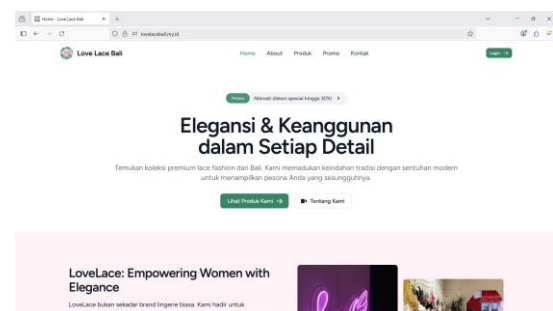 Home - Love Lace Bali
lovelacebali.my.id
Love Lace Bali
Home About Produk Promo Kontak
Login →
Promo Nikmati diskon spesial hingga 30%!
Elegansi & Keanggunan
dalam Setiap Detail
Temukan koleksi premium lace fashion dari Bali. Kami memadukan keindahan tradisi dengan sentuhan modern
untuk menampilkan pesona Anda yang sesungguhnya.
Lihat Produk Kami → Tentang Kami
LoveLace: Empowering Women with
Elegance
LoveLace bukan sekadar brand lingerie biasa. Kami hadir untuk